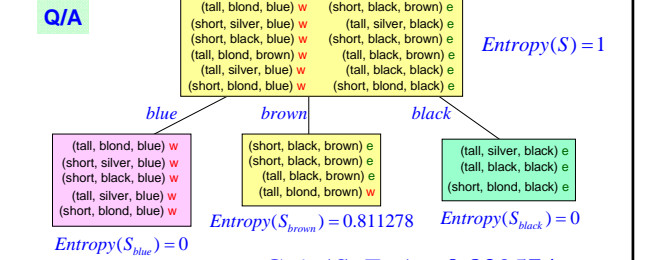 Q/A
(tall, blond, blue) w (short, black, brown) e
(short, silver, blue) w (tall, silver, black) e
(short, black, blue) w (short, black, brown) e
(tall, blond, brown) w (tall, black, brown) e
(tall, silver, blue) w (tall, black, black) e
(short, blond, blue) w (short, blond, black) e
Entropy(S) = 1
blue brown black
(tall, blond, blue) w
(short, silver, blue) w
(short, black, blue) w
(tall, silver, blue) w
(short, blond, blue) w
Entropy(S_blue) = 0
(short, black, brown) e
(short, black, brown) e
(tall, black, brown) e
(tall, blond, brown) w
Entropy(S_brown) = 0.811278
(tall, silver, black) e
(tall, black, black) e
(short, blond, black) e
Entropy(S_black) = 0